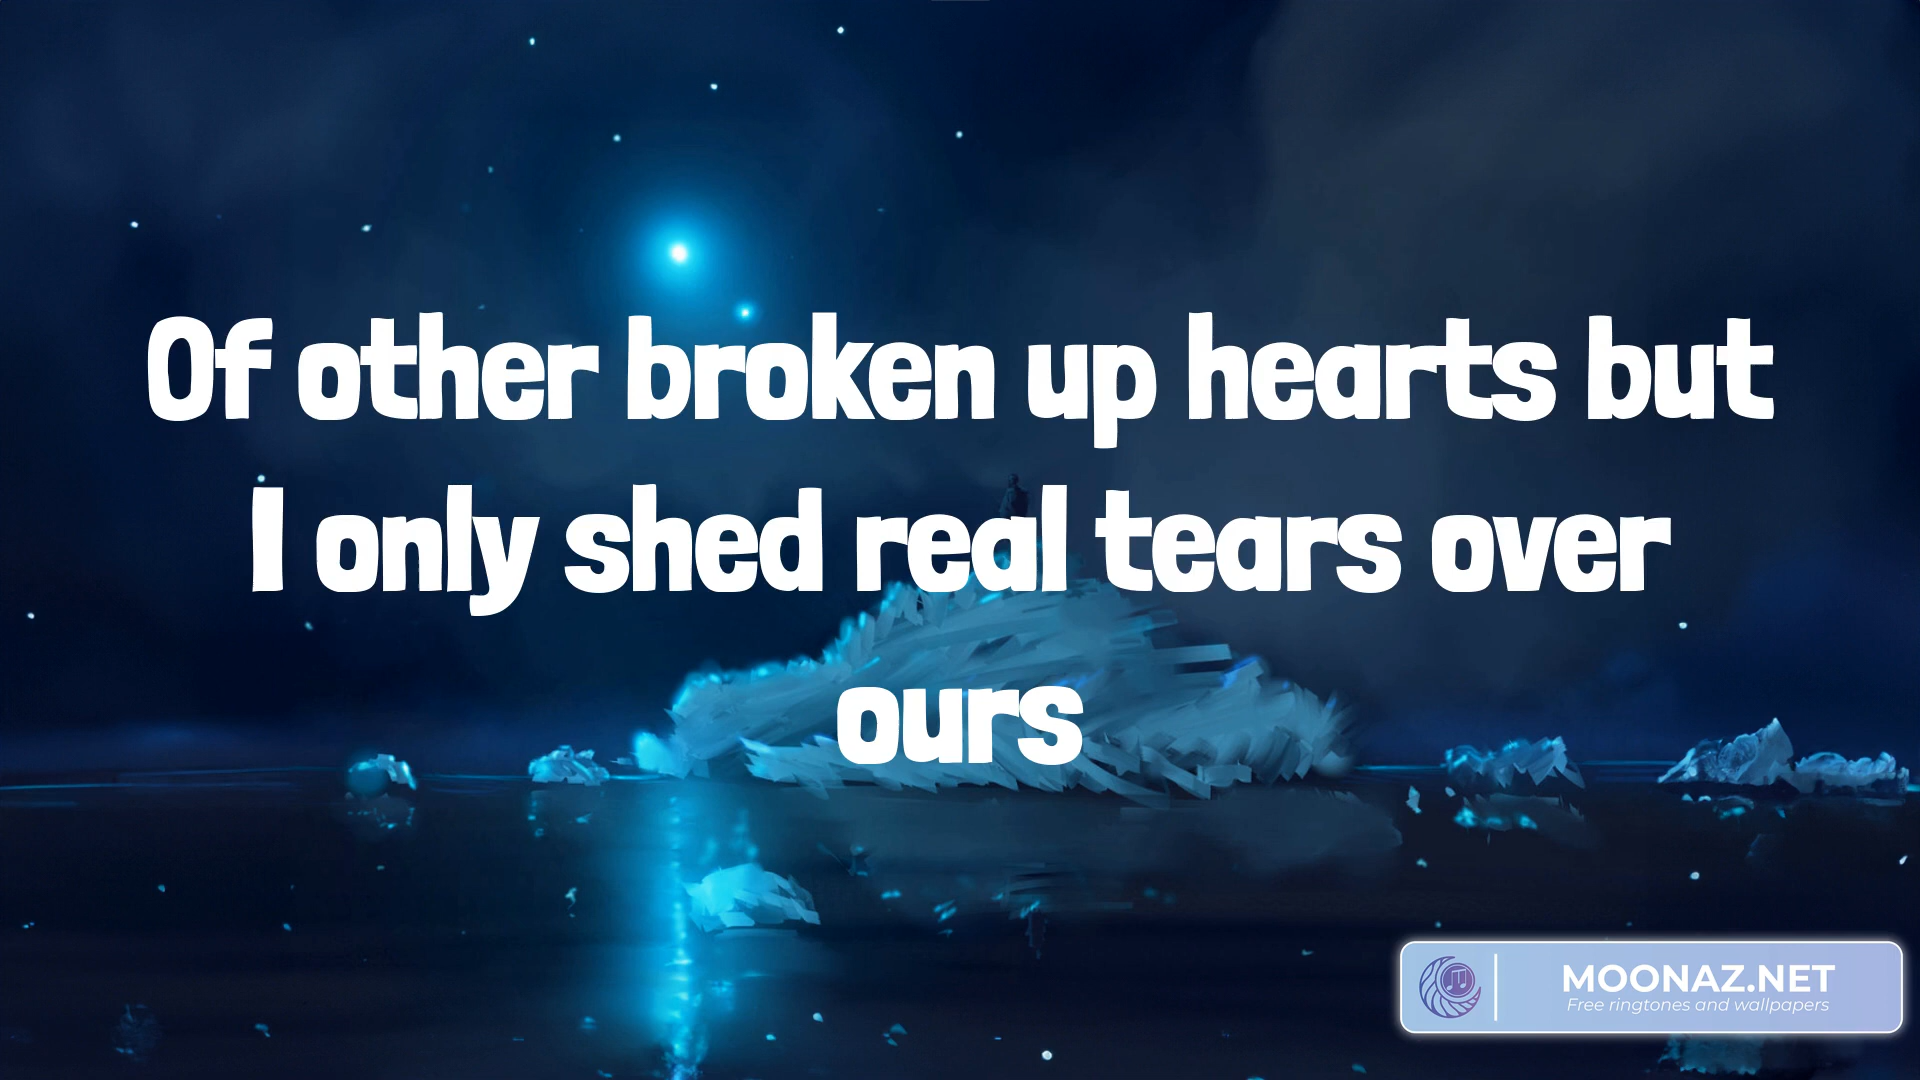 Of other broken up hearts but
I only shed real tears over
ours
MOONAZ.NET
Free ringtones and wallpapers